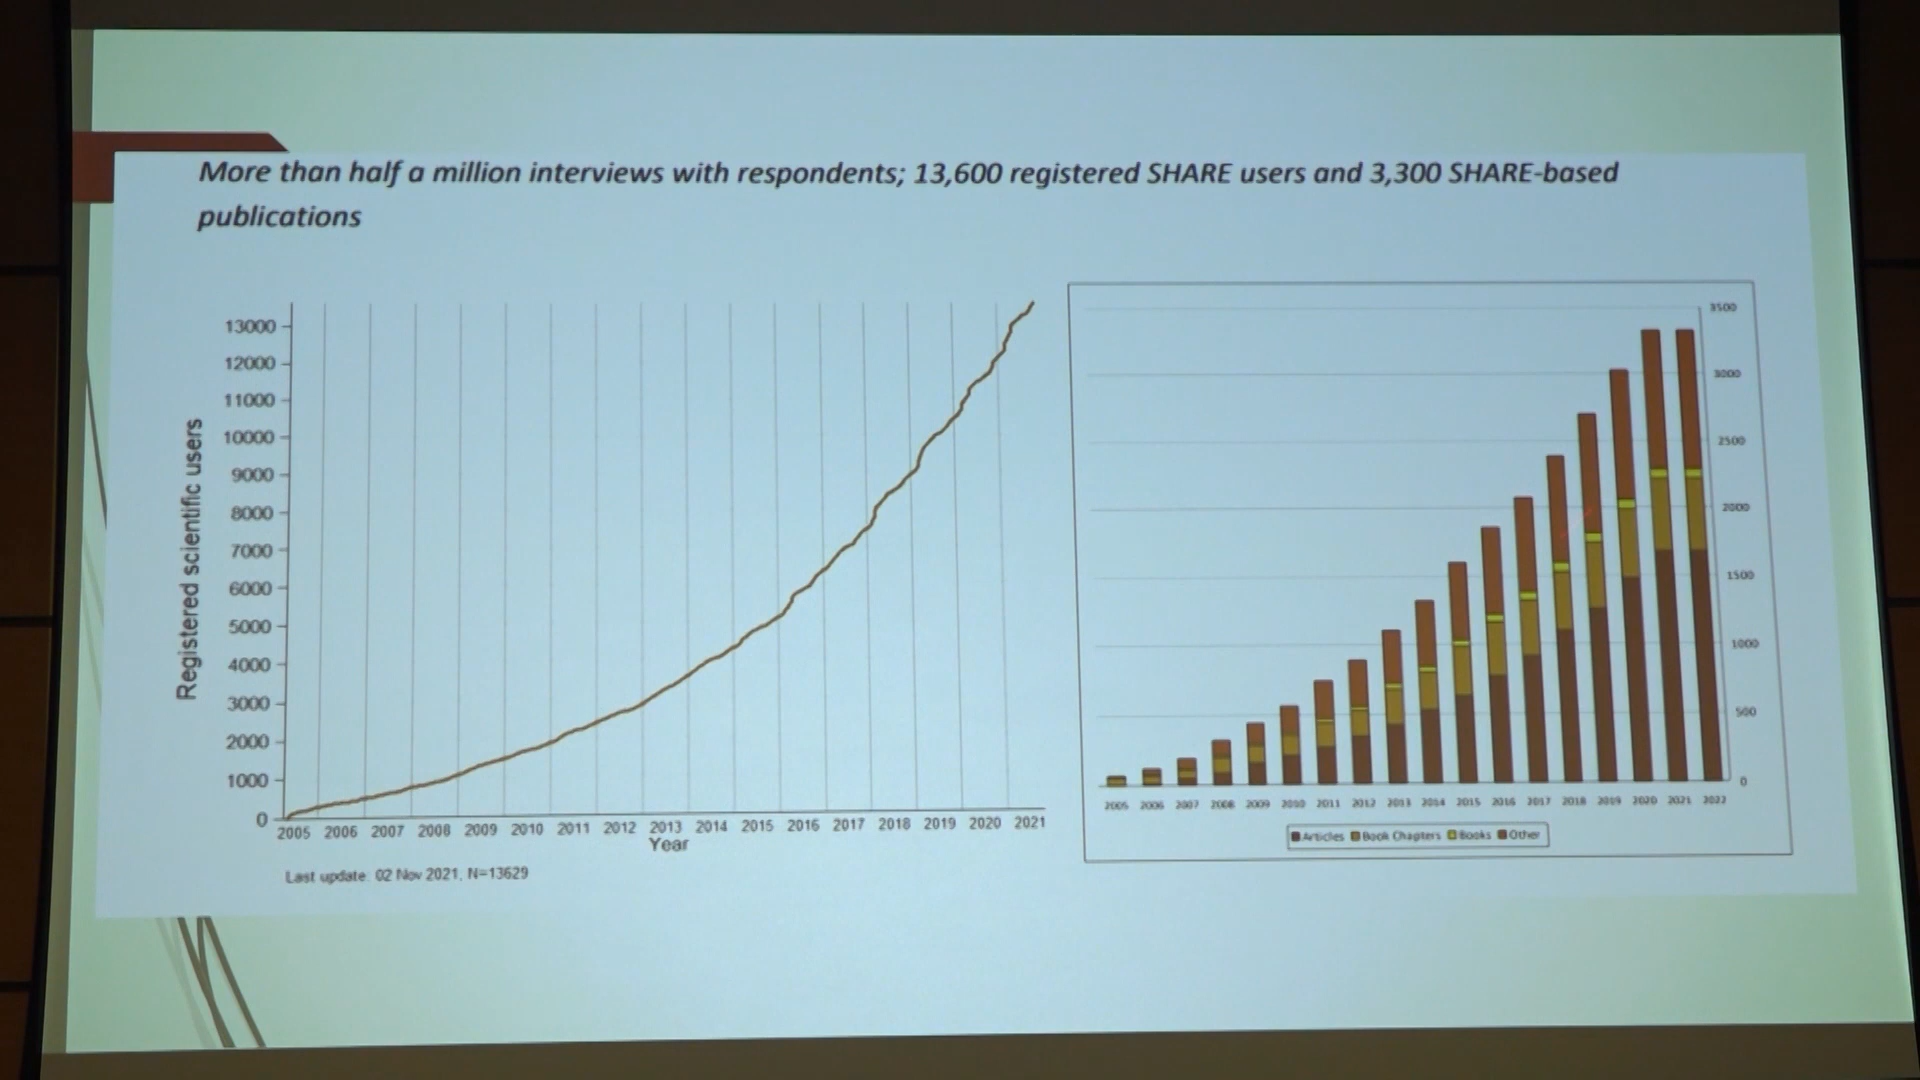 More than half a million interviews with respondents; 13,600 registered SHARE users and 3,300 SHARE-based
publications
Registered scientific users
13000
12000
11000
10000
9000
8000
7000
6000
5000
4000
3000
2000
1000
0
2005 2006 2007 2008 2009 2010 2011 2012 2013 2014 2015 2016 2017 2018 2019 2020 2021
Year
Last update: 02 Nov 2021, N=13629
3500
3000
2500
2000
1500
1000
500
0
2005 2006 2007 2008 2009 2010 2011 2012 2013 2014 2015 2016 2017 2018 2019 2020 2021 2022
Articles Book Chapters Books Other